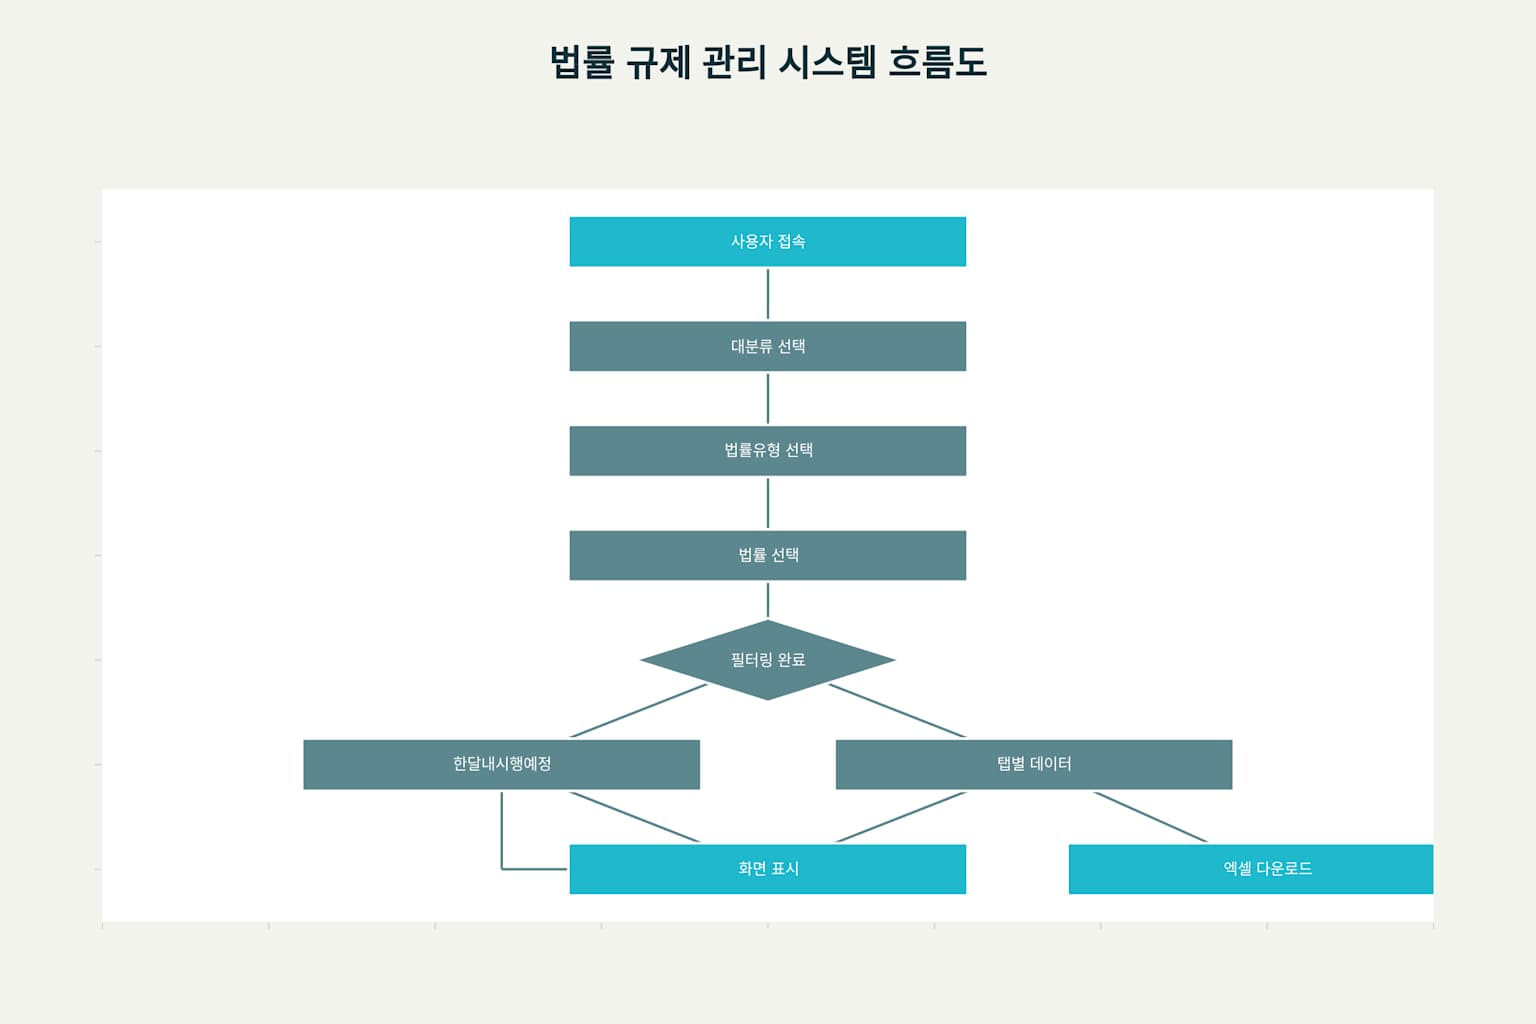 법률 규제 관리 시스템 흐름도
사용자 접속
대분류 선택
법률유형 선택
법률 선택
필터링 완료
한달내시행예정
탭별 데이터
화면 표시
엑셀 다운로드